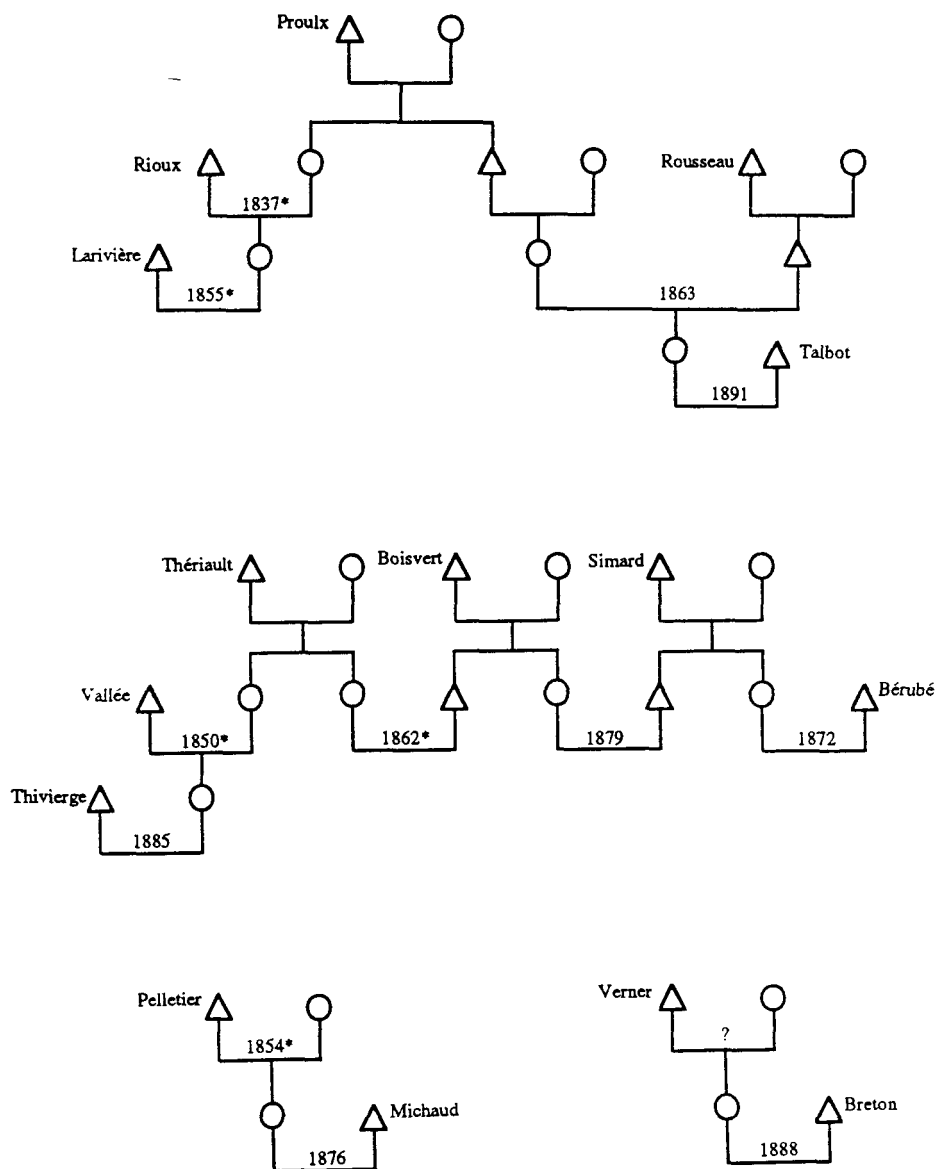 Proulx
Rioux
Rousseau
1837*
Larivière
1855*
1863
Talbot
1891
Thériault
Boisvert
Simard
Vallée
Bérubé
1850*
1862*
1879
1872
Thivierge
1885
Pelletier
Verner
1854*
?
Michaud
Breton
1876
1888